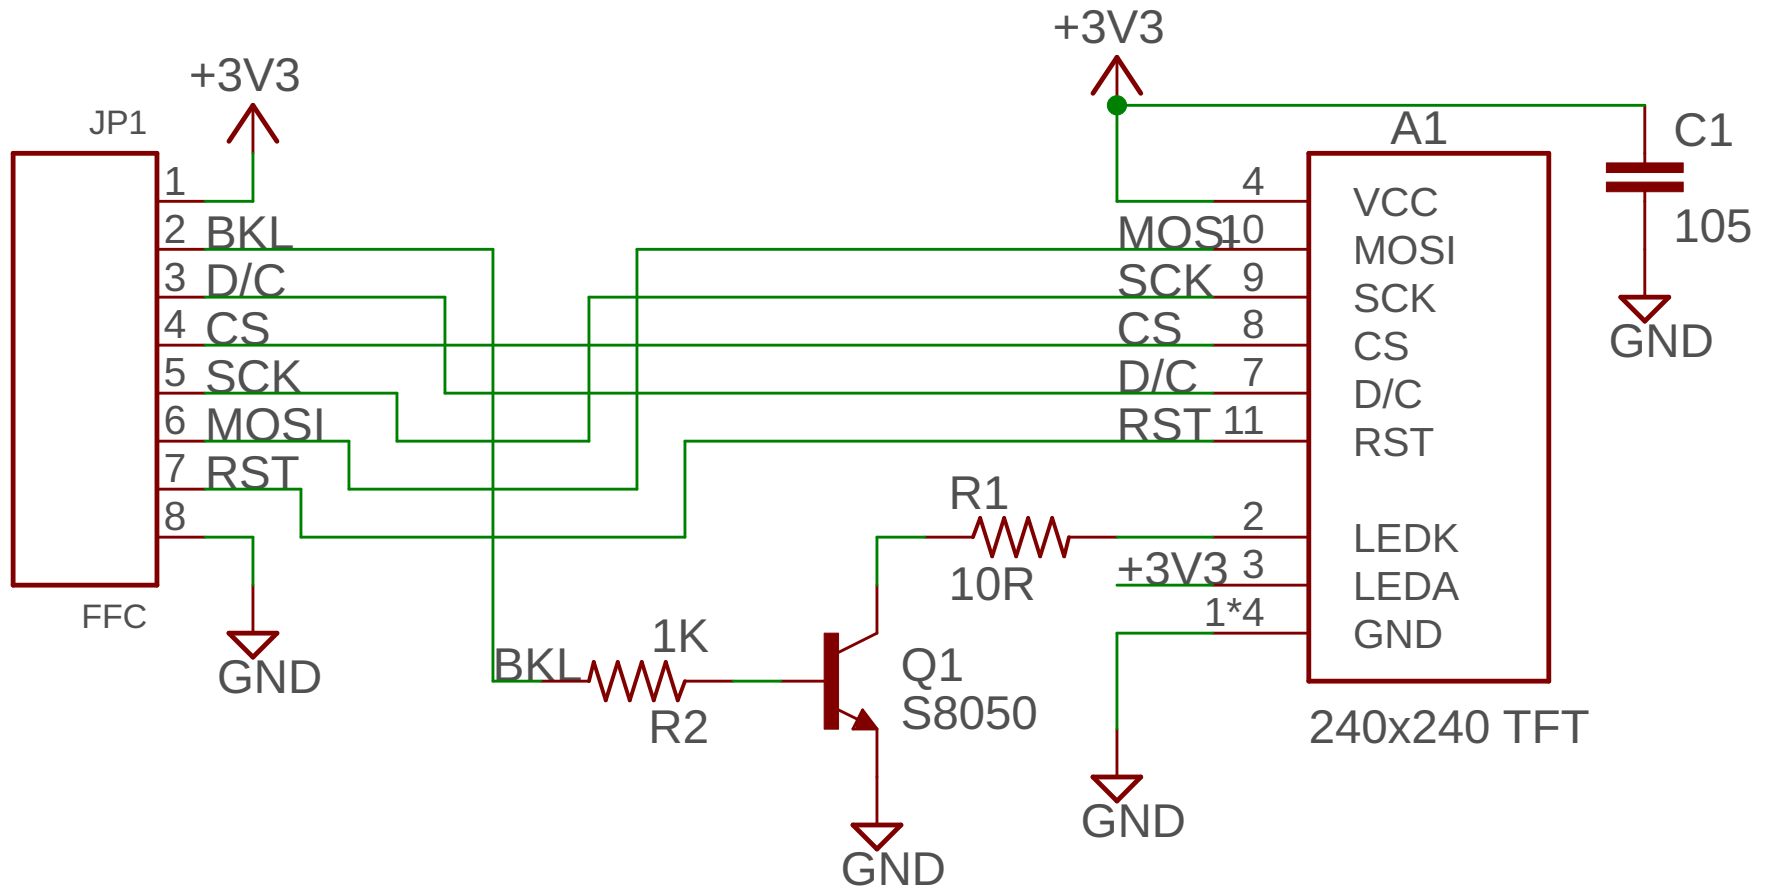 +3V3
JP1
1
2 BKL
3 D/C
4 CS
5 SCK
6 MOSI
7 RST
8
FFC
GND
+3V3
A1
C1
105
GND
4 VCC
MOSI 10 MOSI
SCK 9 SCK
CS 8 CS
D/C 7 D/C
RST 11 RST
R1
10R
2 LEDK
+3V3 3 LEDA
1*4 GND
240x240 TFT
GND
BKL
1K
R2
Q1
S8050
GND